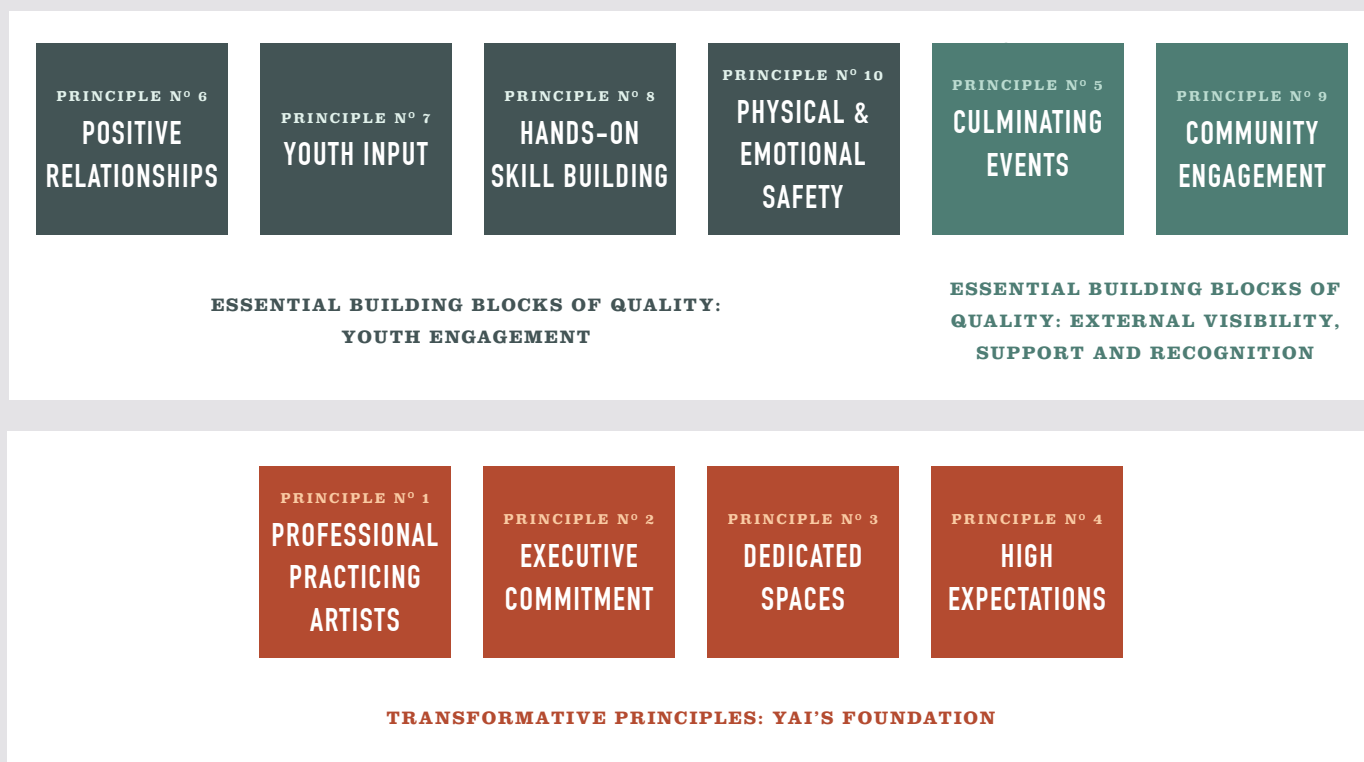 PRINCIPLE Nº 6
POSITIVE
RELATIONSHIPS
PRINCIPLE Nº 7
YOUTH INPUT
PRINCIPLE Nº 8
HANDS-ON
SKILL BUILDING
PRINCIPLE Nº 10
PHYSICAL &
EMOTIONAL
SAFETY
PRINCIPLE Nº 5
CULMINATING
EVENTS
PRINCIPLE Nº 9
COMMUNITY
ENGAGEMENT
ESSENTIAL BUILDING BLOCKS OF QUALITY:
YOUTH ENGAGEMENT
ESSENTIAL BUILDING BLOCKS OF
QUALITY: EXTERNAL VISIBILITY,
SUPPORT AND RECOGNITION
PRINCIPLE Nº 1
PROFESSIONAL
PRACTICING
ARTISTS
PRINCIPLE Nº 2
EXECUTIVE
COMMITMENT
PRINCIPLE Nº 3
DEDICATED
SPACES
PRINCIPLE Nº 4
HIGH
EXPECTATIONS
TRANSFORMATIVE PRINCIPLES: YAI’S FOUNDATION